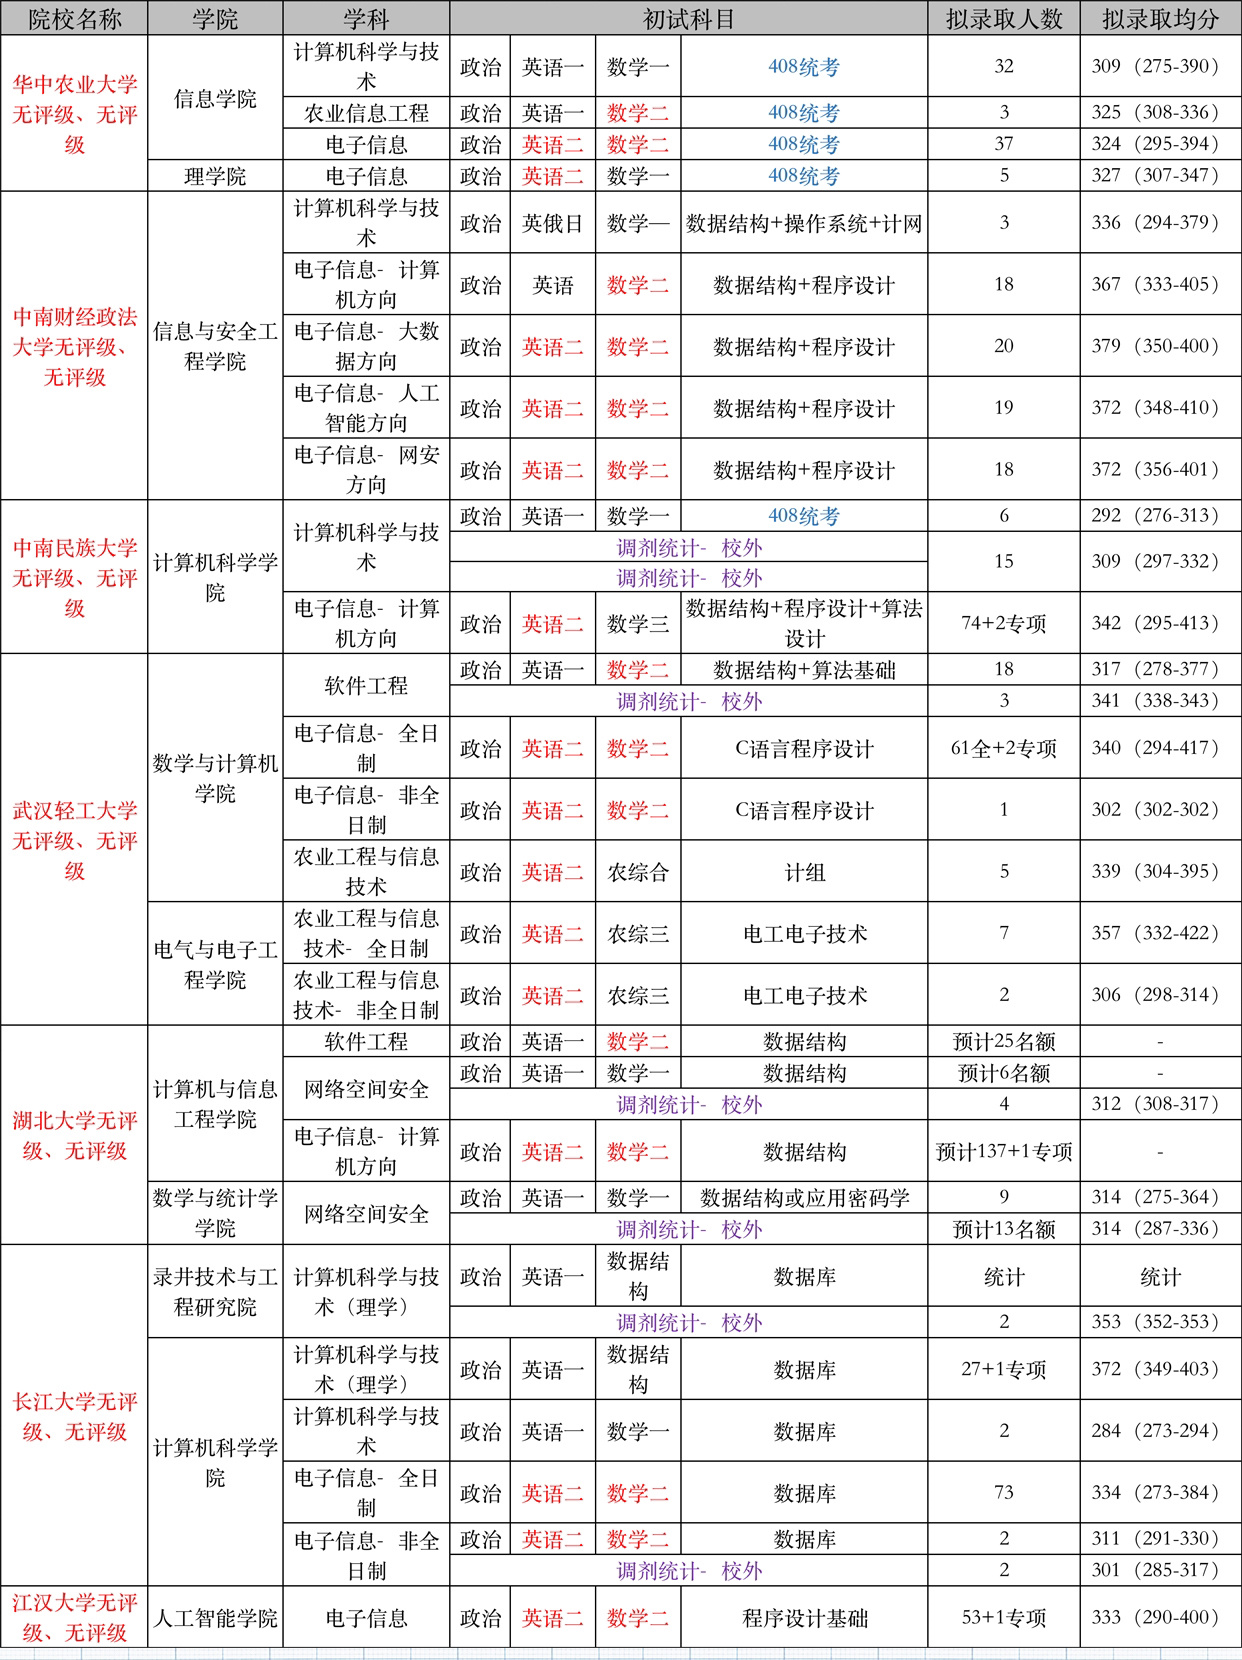 院校名称 学院 学科 初试科目 拟录取人数 拟录取均分
华中农业大学
无评级、无评
级
信息学院
计算机科学与技
术
政治 英语一 数学一 408统考 32 309（275-390）
农业信息工程 政治 英语一 数学二 408统考 3 325（308-336）
电子信息 政治 英语二 数学二 408统考 37 324（295-394）
理学院 电子信息 政治 英语二 数学一 408统考 5 327（307-347）
中南财经政法
大学无评级、
无评级
信息与安全工
程学院
计算机科学与技
术
政治 英俄日 数学一 数据结构+操作系统+计网 3 336（294-379）
电子信息- 计算
机方向
政治 英语 数学二 数据结构+程序设计 18 367（333-405）
电子信息- 大数
据方向
政治 英语二 数学二 数据结构+程序设计 20 379（350-400）
电子信息- 人工
智能方向
政治 英语二 数学二 数据结构+程序设计 19 372（348-410）
电子信息- 网安
方向
政治 英语二 数学二 数据结构+程序设计 18 372（356-401）
中南民族大学
无评级、无评
级
计算机科学学
院
计算机科学与技
术
政治 英语一 数学一 408统考 6 292（276-313）
调剂统计- 校外
调剂统计- 校外
15 309（297-332）
电子信息- 计算
机方向
政治 英语二 数学三
数据结构+程序设计+算法
设计
74+2专项 342（295-413）
武汉轻工大学
无评级、无评
级
数学与计算机
学院
软件工程
政治 英语一 数学二 数据结构+算法基础 18 317（278-377）
调剂统计- 校外 3 341（338-343）
电子信息- 全日
制
政治 英语二 数学二 C语言程序设计 61全+2专项 340（294-417）
电子信息- 非全
日制
政治 英语二 数学二 C语言程序设计 1 302（302-302）
农业工程与信息
技术
政治 英语二 农综合 计组 5 339（304-395）
电气与电子工
程学院
农业工程与信息
技术- 全日制
政治 英语二 农综三 电工电子技术 7 357（332-422）
农业工程与信息
技术- 非全日制
政治 英语二 农综三 电工电子技术 2 306（298-314）
湖北大学无评
级、无评级
计算机与信息
工程学院
软件工程 政治 英语一 数学二 数据结构 预计25名额 -
网络空间安全
政治 英语一 数学一 数据结构 预计6名额 -
调剂统计- 校外 4 312（308-317）
电子信息- 计算
机方向
政治 英语二 数学二 数据结构 预计137+1专项 -
数学与统计学
学院
网络空间安全
政治 英语一 数学一 数据结构或应用密码学 9 314（275-364）
调剂统计- 校外 预计13名额 314（287-336）
长江大学无评
级、无评级
录井技术与工
程研究院
计算机科学与技
术（理学）
政治 英语一
数据结
构
数据库 统计 统计
调剂统计- 校外 2 353（352-353）
计算机科学学
院
计算机科学与技
术（理学）
政治 英语一
数据结
构
数据库 27+1专项 372（349-403）
计算机科学与技
术
政治 英语一 数学一 数据库 2 284（273-294）
电子信息- 全日
制
政治 英语二 数学二 数据库 73 334（273-384）
电子信息- 非全
日制
政治 英语二 数学二 数据库 2 311（291-330）
调剂统计- 校外 2 301（285-317）
江汉大学无评
级、无评级
人工智能学院 电子信息 政治 英语二 数学二 程序设计基础 53+1专项 333（290-400）